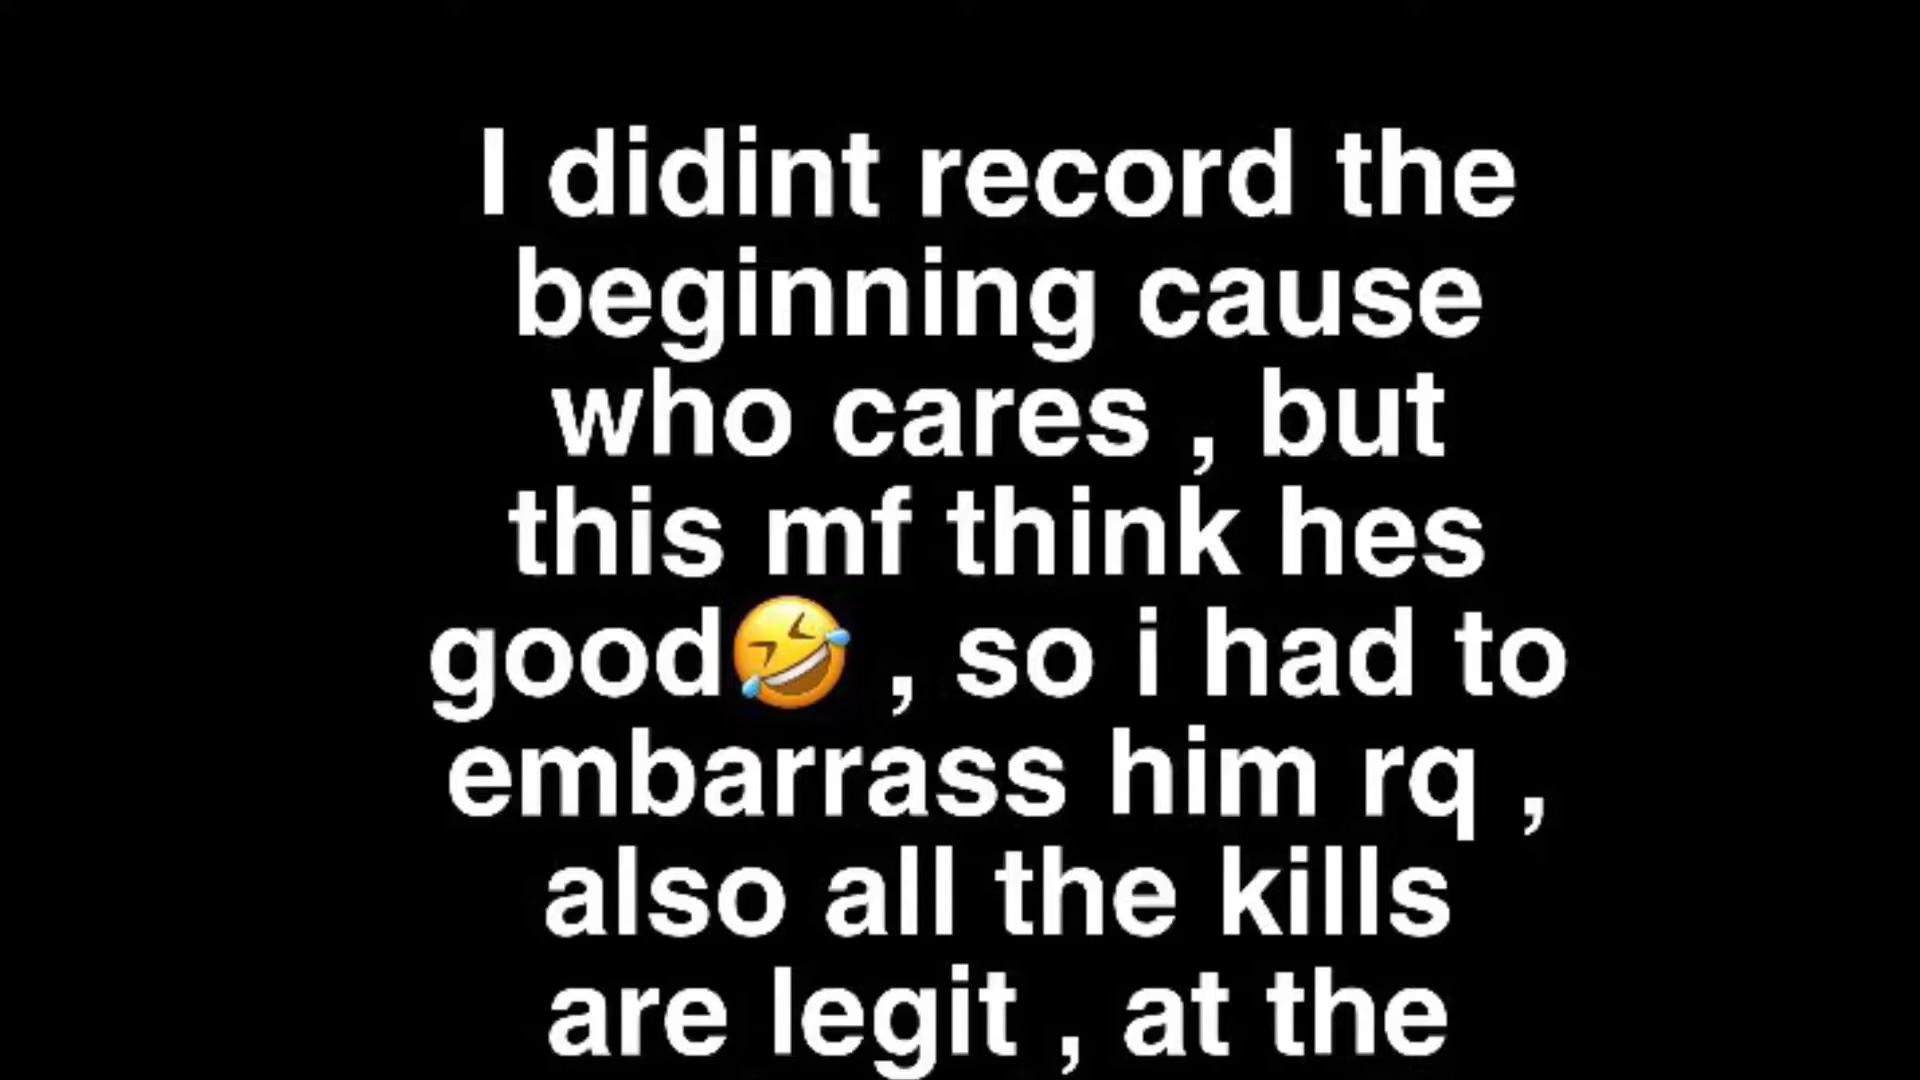 I didint record the
beginning cause
who cares , but
this mf think hes
good🤣 , so i had to
embarrass him rq ,
also all the kills
are legit , at the